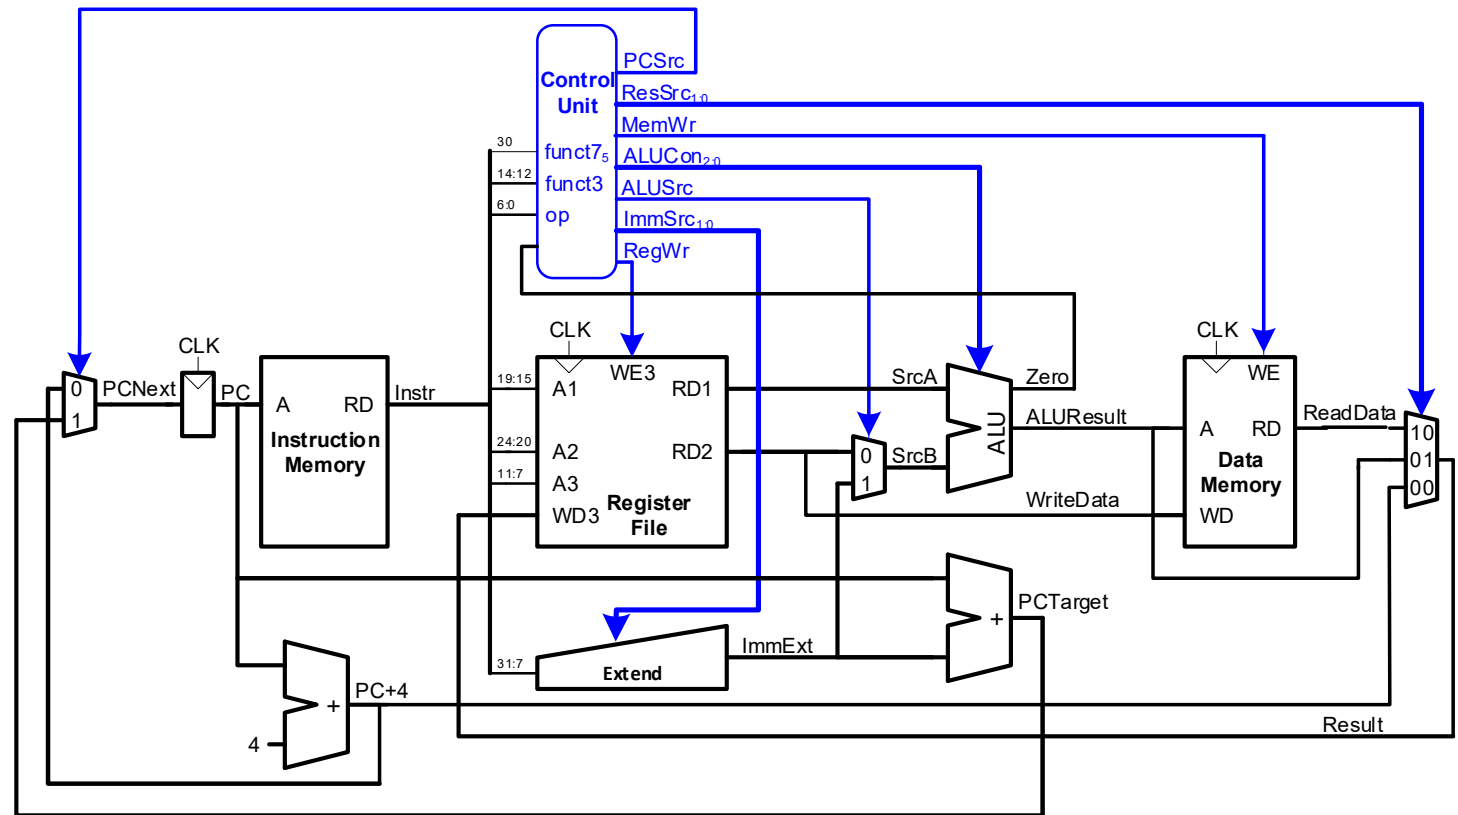 PCSrc
Control
Unit
ResSrc1:0
MemWr
30
funct75
ALUCon2:0
14:12
funct3
ALUSrc
6:0
op
ImmSrc1:0
RegWr
CLK
CLK
CLK
0
1
PCNext
PC
A
RD
Instruction
Memory
Instr
19:15
A1
WE3
RD1
24:20
A2
RD2
11:7
A3
WD3
Register
File
SrcA
0
1
SrcB
ALU
Zero
ALUResult
WriteData
WE
A
RD
Data
Memory
WD
ReadData
10
01
00
+
PCTarget
31:7
Extend
ImmExt
+
PC+4
4
Result